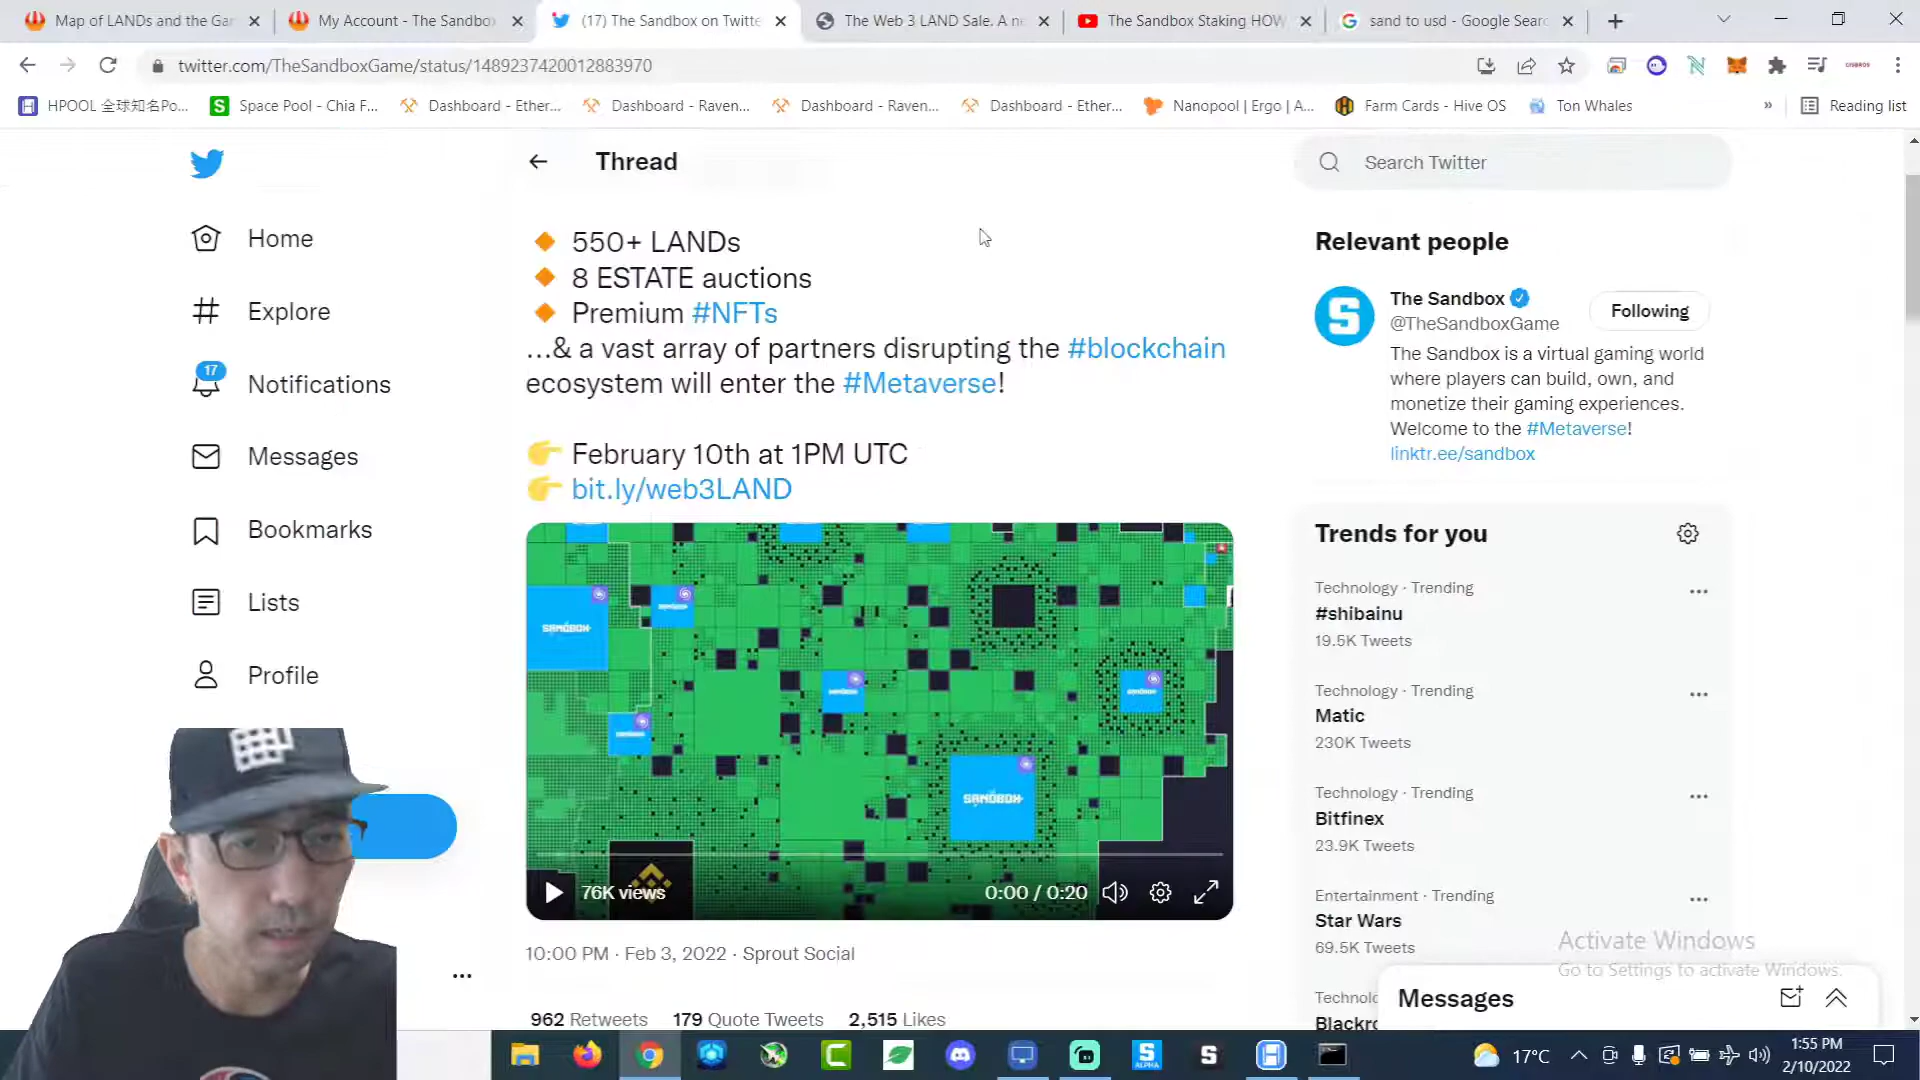 Map of LANDs and the Gar
My Account - The Sandbox
(17) The Sandbox on Twitte
The Web 3 LAND Sale. A ne
The Sandbox Staking HOW
sand to usd - Google Searc
twitter.com/TheSandboxGame/status/1489237420012883970
HPOOL 全球知名Po...
Space Pool - Chia F...
Dashboard - Ether...
Dashboard - Raven...
Dashboard - Raven...
Dashboard - Ether...
Nanopool | Ergo | A...
Farm Cards - Hive OS
Ton Whales
»
Reading list
Thread
Search Twitter
Home
Explore
17
Notifications
Messages
Bookmarks
Lists
Profile
550+ LANDs
8 ESTATE auctions
Premium #NFTs
...& a vast array of partners disrupting the #blockchain
ecosystem will enter the #Metaverse!
February 10th at 1PM UTC
bit.ly/web3LAND
SANDBOX
SANDBOX
SANDBOX
SANDBOX
SANDBOX
SANDBOX
76K views
0:00 / 0:20
10:00 PM · Feb 3, 2022 · Sprout Social
962 Retweets 179 Quote Tweets 2,515 Likes
Relevant people
The Sandbox
@TheSandboxGame
Following
The Sandbox is a virtual gaming world
where players can build, own, and
monetize their gaming experiences.
Welcome to the #Metaverse!
linktr.ee/sandbox
Trends for you
Technology · Trending
#shibainu
19.5K Tweets
Technology · Trending
Matic
230K Tweets
Technology · Trending
Bitfinex
23.9K Tweets
Entertainment · Trending
Star Wars
69.5K Tweets
Activate Windows
Go to Settings to activate Windows.
Messages
S ALPHA
S
17°C
1:55 PM
2/10/2022